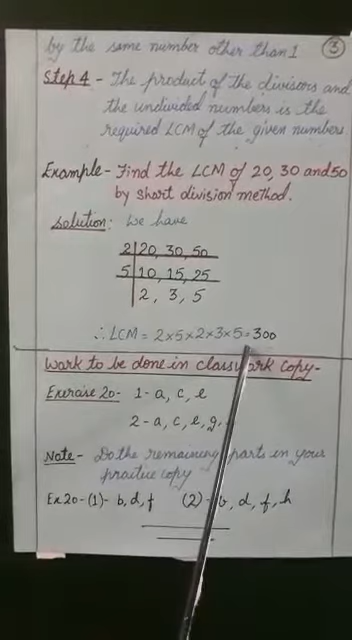 by the same number other than 1 ③
Step 4 - The product of the divisors and
the undivided numbers is the
required LCM of the given numbers
Example - Find the LCM of 20, 30 and 50
by short division method.
Solution: We have
2|20, 30, 50
5|10, 15, 25
|2, 3, 5
∴ LCM = 2×5×2×3×5=300
Work to be done in classwork copy-
Exercise 20- 1- a, c, e
2- a, c, e, g,
Note- Do the remaining parts in your
practice copy
Ex 20-(1)- b, d, f (2)- b, d, f, h